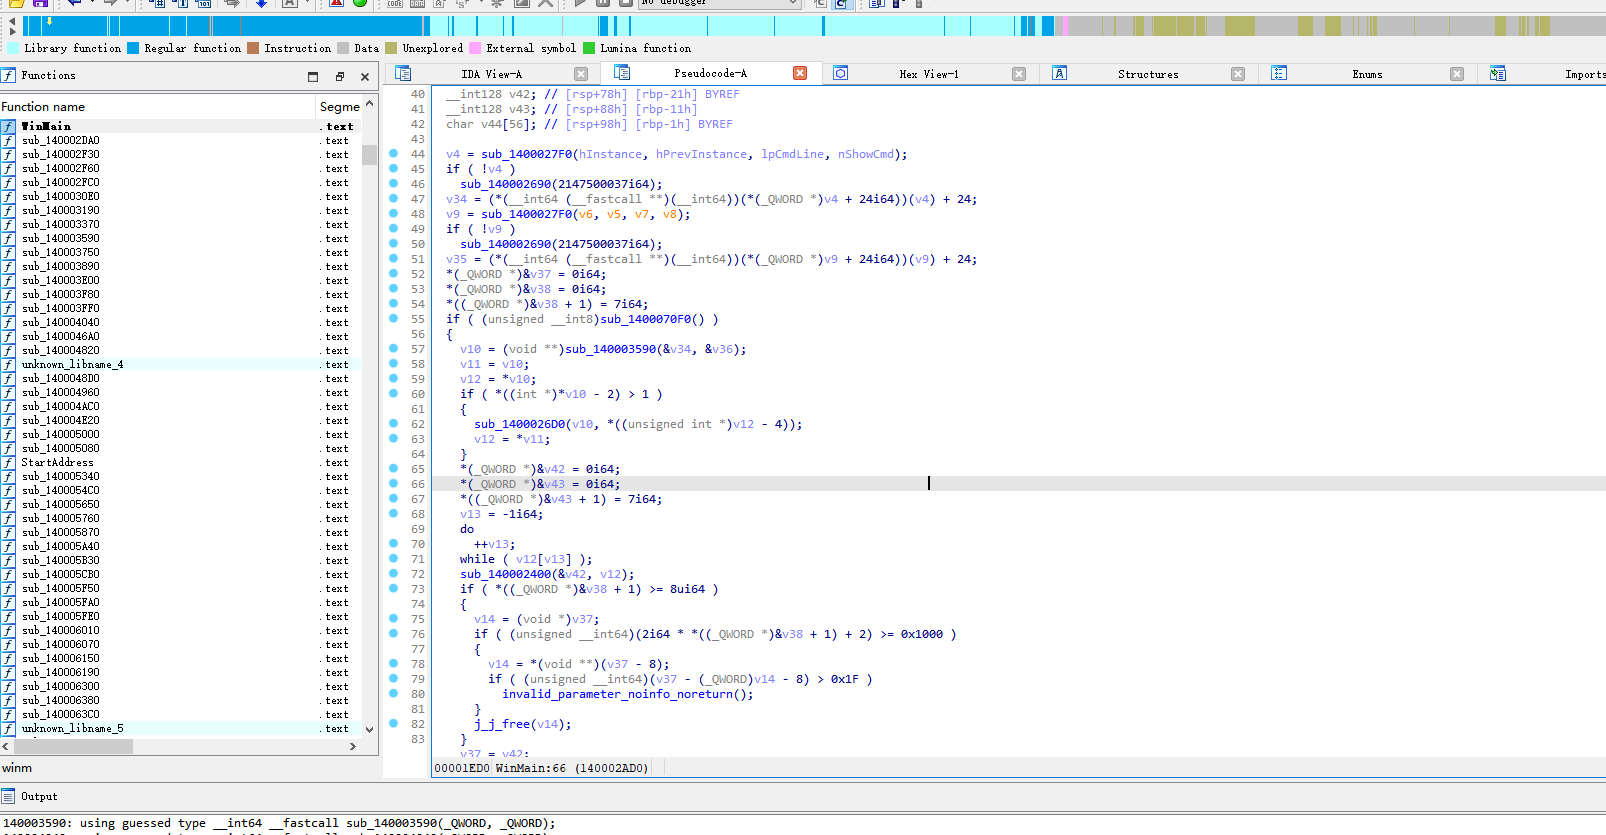 No debugger
Library function Regular function Instruction Data Unexplored External symbol Lumina function
Functions
Function name Segme
WinMain .text
sub_140002DA0 .text
sub_140002F30 .text
sub_140002F60 .text
sub_140002FC0 .text
sub_1400030E0 .text
sub_140003190 .text
sub_140003370 .text
sub_140003590 .text
sub_140003750 .text
sub_140003890 .text
sub_140003E00 .text
sub_140003F80 .text
sub_140003FF0 .text
sub_140004040 .text
sub_1400046A0 .text
sub_140004820 .text
unknown_libname_4 .text
sub_1400048D0 .text
sub_140004960 .text
sub_140004AC0 .text
sub_140004E20 .text
sub_140005000 .text
sub_140005080 .text
StartAddress .text
sub_140005340 .text
sub_1400054C0 .text
sub_140005650 .text
sub_140005760 .text
sub_140005870 .text
sub_140005A40 .text
sub_140005B30 .text
sub_140005CB0 .text
sub_140005F50 .text
sub_140005FA0 .text
sub_140005FE0 .text
sub_140006010 .text
sub_140006070 .text
sub_140006150 .text
sub_140006190 .text
sub_140006300 .text
sub_140006380 .text
sub_1400063C0 .text
unknown_libname_5 .text
winm
IDA View-A Pseudocode-A Hex View-1 Structures Enums Imports
40 __int128 v42; // [rsp+78h] [rbp-21h] BYREF
41 __int128 v43; // [rsp+88h] [rbp-11h]
42 char v44[56]; // [rsp+98h] [rbp-1h] BYREF
43
44 v4 = sub_1400027F0(hInstance, hPrevInstance, lpCmdLine, nShowCmd);
45 if ( !v4 )
46 sub_140002690(2147500037i64);
47 v34 = (*(__int64 (__fastcall **)(__int64))(*(_QWORD *)v4 + 24i64))(v4) + 24;
48 v9 = sub_1400027F0(v6, v5, v7, v8);
49 if ( !v9 )
50 sub_140002690(2147500037i64);
51 v35 = (*(__int64 (__fastcall **)(__int64))(*(_QWORD *)v9 + 24i64))(v9) + 24;
52 *(_QWORD *)&v37 = 0i64;
53 *(_QWORD *)&v38 = 0i64;
54 *((_QWORD *)&v38 + 1) = 7i64;
55 if ( (unsigned __int8)sub_1400070F0() )
56 {
57 v10 = (void **)sub_140003590(&v34, &v36);
58 v11 = v10;
59 v12 = *v10;
60 if ( *((int *)*v10 - 2) > 1 )
61 {
62 sub_1400026D0(v10, *((unsigned int *)v12 - 4));
63 v12 = *v11;
64 }
65 *(_QWORD *)&v42 = 0i64;
66 *(_QWORD *)&v43 = 0i64;
67 *((_QWORD *)&v43 + 1) = 7i64;
68 v13 = -1i64;
69 do
70 ++v13;
71 while ( v12[v13] );
72 sub_140002400(&v42, v12);
73 if ( *((_QWORD *)&v38 + 1) >= 8ui64 )
74 {
75 v14 = (void *)v37;
76 if ( (unsigned __int64)(2i64 * *((_QWORD *)&v38 + 1) + 2) >= 0x1000 )
77 {
78 v14 = *(void **)(v37 - 8);
79 if ( (unsigned __int64)(v37 - (_QWORD)v14 - 8) > 0x1F )
80 invalid_parameter_noinfo_noreturn();
81 }
82 j_j_free(v14);
83 }
v37 = v42;
00001ED0 WinMain:66 (140002AD0)
Output
140003590: using guessed type __int64 __fastcall sub_140003590(_QWORD, _QWORD);